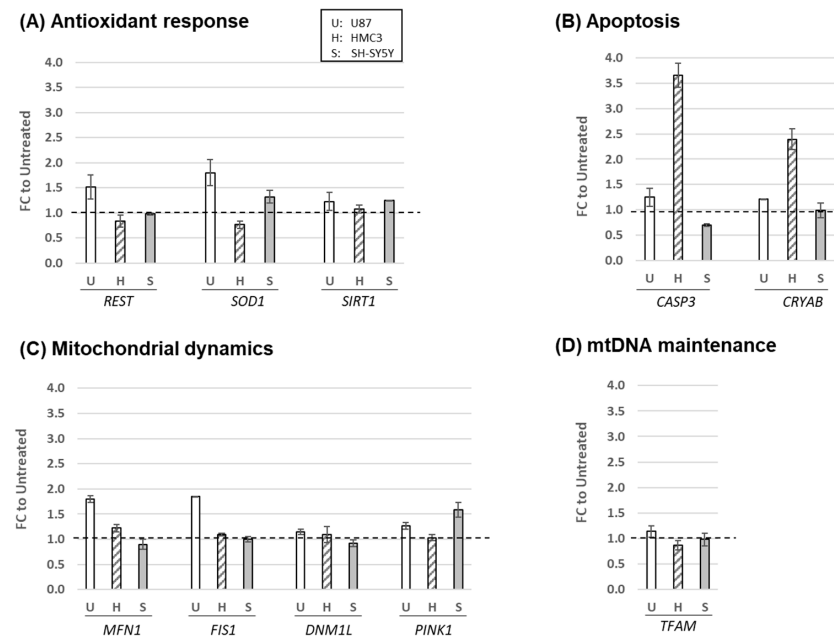 (A) Antioxidant response
U: U87
H: HMC3
S: SH-SY5Y
FC to Untreated
4.0
3.5
3.0
2.5
2.0
1.5
1.0
0.5
0.0
U H S U H S U H S
REST SOD1 SIRT1
(B) Apoptosis
FC to Untreated
4.0
3.5
3.0
2.5
2.0
1.5
1.0
0.5
0.0
U H S U H S
CASP3 CRYAB
(C) Mitochondrial dynamics
FC to Untreated
4.0
3.5
3.0
2.5
2.0
1.5
1.0
0.5
0.0
U H S U H S U H S U H S
MFN1 FIS1 DNM1L PINK1
(D) mtDNA maintenance
FC to Untreated
4.0
3.5
3.0
2.5
2.0
1.5
1.0
0.5
0.0
U H S
TFAM